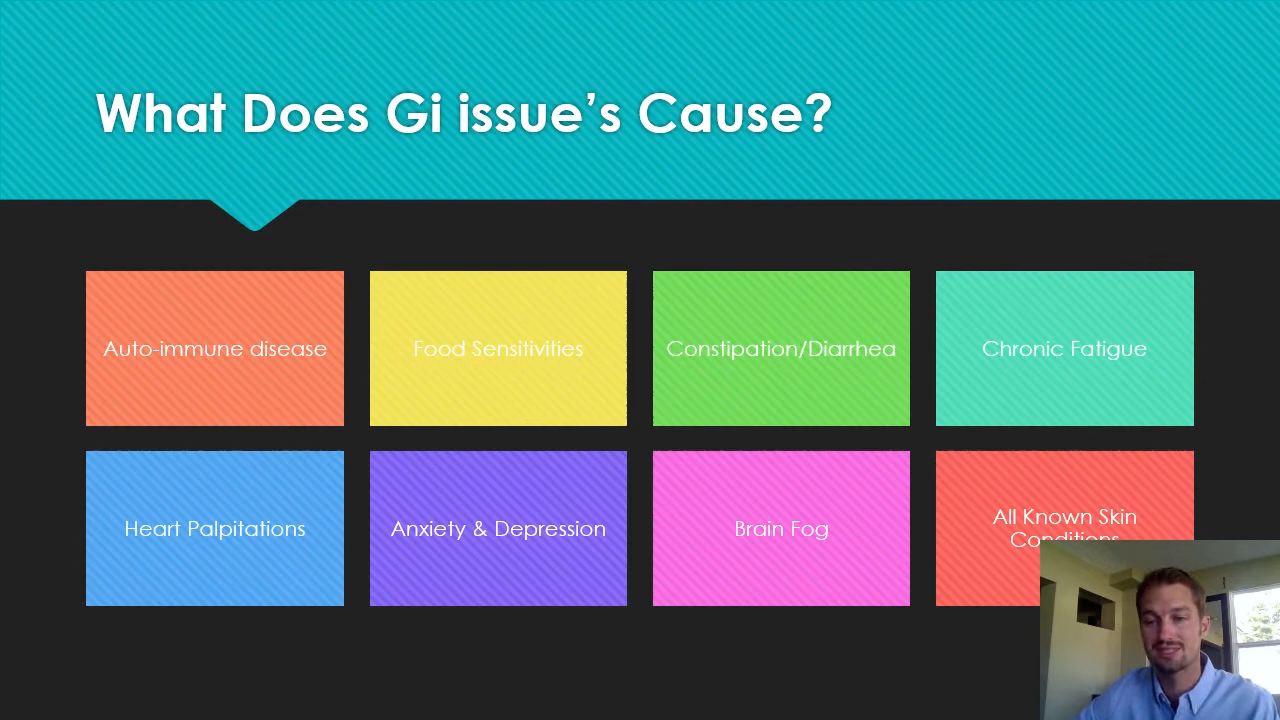 What Does Gi issue’s Cause?
Auto-immune disease
Food Sensitivities
Constipation/Diarrhea
Chronic Fatigue
Heart Palpitations
Anxiety & Depression
Brain Fog
All Known Skin
Conditions